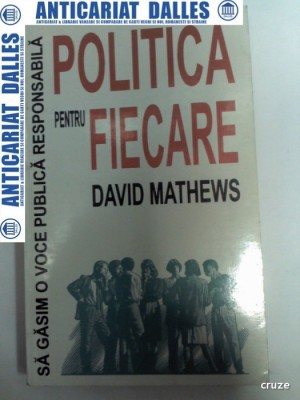 ANTICARIAT DALLES
ANTICARIAT DALLES
POLITICA
PENTRU
FIECARE
DAVID MATHEWS
SĂ GĂSIM O VOCE PUBLICĂ RESPONSABILĂ
cruze